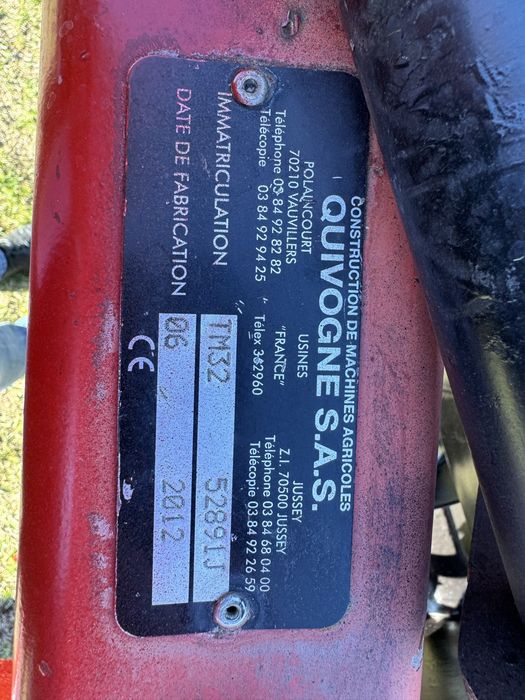 CONSTRUCTION DE MACHINES AGRICOLES
QUIVOGNE S.A.S.
USINES
POLAINCOURT
70210 VAUVILLERS
Téléphone 03 84 92 82 82
Télécopie 03 84 92 94 25
"FRANCE"
Télex 362960
JUSSEY
Z.I. 70500 JUSSEY
Téléphone 03 84 68 04 00
Télécopie 03.84 92 26 59
IMMATRICULATION TM32 52891J
DATE DE FABRICATION 06 2012
CE